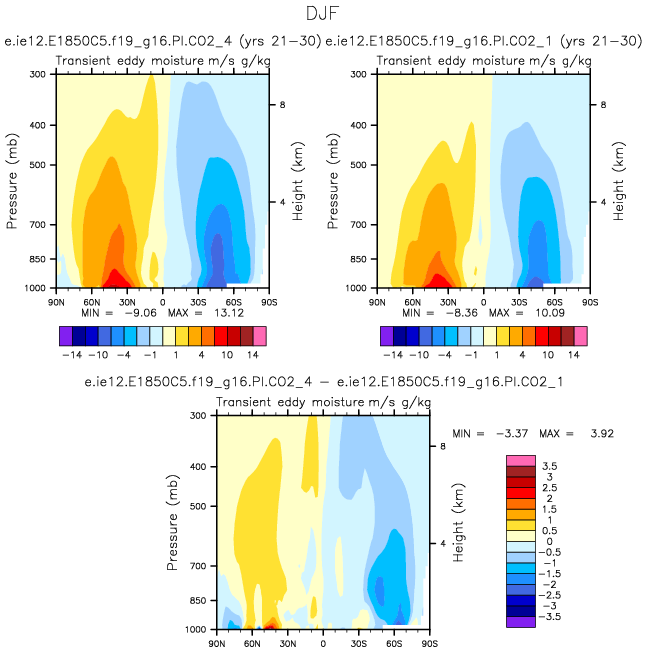 DJF
e.ie12.E1850C5.f19_g16.PI.CO2_4 (yrs 21-30) e.ie12.E1850C5.f19_g16.PI.CO2_1 (yrs 21-30)
Transient eddy moisture m/s g/kg Transient eddy moisture m/s g/kg
300 400 500 700 850 1000
Pressure (mb)
8 4
Height (km)
90N 60N 30N 0 30S 60S 90S
MIN = -9.06 MAX = 13.12
-14 -10 -4 -1 1 4 10 14
300 400 500 700 850 1000
Pressure (mb)
8 4
Height (km)
90N 60N 30N 0 30S 60S 90S
MIN = -8.36 MAX = 10.09
-14 -10 -4 -1 1 4 10 14
e.ie12.E1850C5.f19_g16.PI.CO2_4 - e.ie12.E1850C5.f19_g16.PI.CO2_1
Transient eddy moisture m/s g/kg
300 400 500 700 850 1000
Pressure (mb)
8 4
Height (km)
90N 60N 30N 0 30S 60S 90S
MIN = -3.37 MAX = 3.92
3.5
3
2.5
2
1.5
1
0.5
0
-0.5
-1
-1.5
-2
-2.5
-3
-3.5